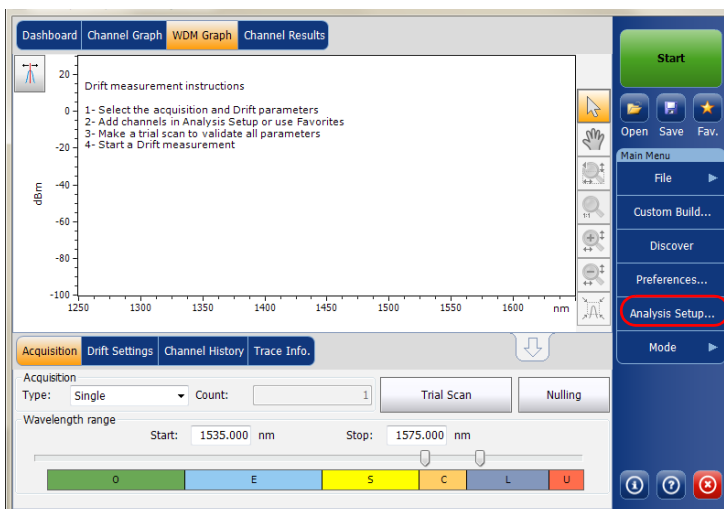 Dashboard Channel Graph WDM Graph Channel Results
Start
Open Save Fav.
Main Menu
File
Custom Build...
Discover
Preferences...
Analysis Setup...
Mode
Drift measurement instructions
1- Select the acquisition and Drift parameters
2- Add channels in Analysis Setup or use Favorites
3- Make a trial scan to validate all parameters
4- Start a Drift measurement
dBm
20
0
-20
-40
-60
-80
-100
1250 1300 1350 1400 1450 1500 1550 1600 nm
1:1
Acquisition Drift Settings Channel History Trace Info.
Acquisition
Type: Single Count: 1 Trial Scan Nulling
Wavelength range
Start: 1535.000 nm Stop: 1575.000 nm
O E S C L U